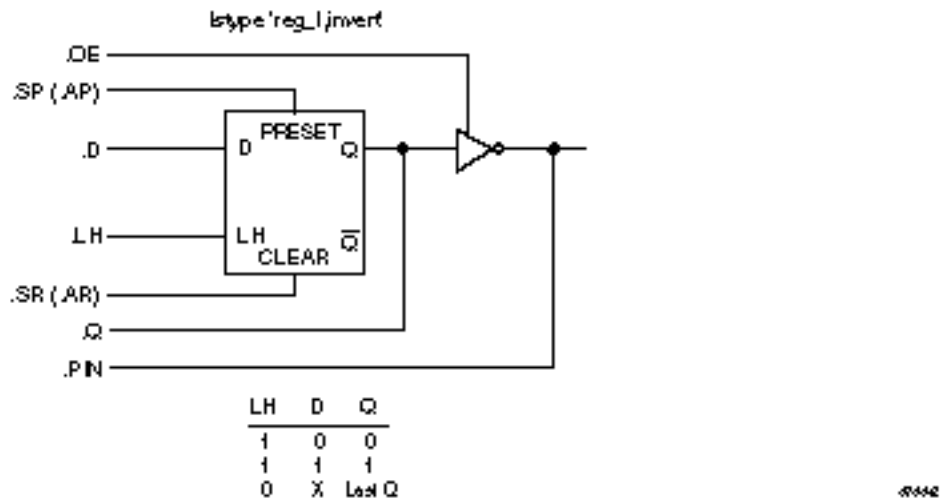 istype 'reg_l,invert'
.OE
.SP (.AP)
PRESET
.D
D
Q
.LH
LH
Q
CLEAR
.SR (.AR)
.Q
.PIN
LH D Q
1 0 0
1 1 1
0 X Last Q